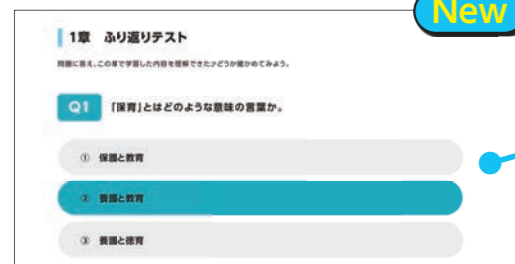 New
1章 ふり返りテスト
問題に答え、この章で学習した内容を理解できたかどうか確かめてみよう。
Q1 「保育」とはどのような意味の言葉か。
① 保護と教育
② 養護と教育
③ 養護と徳育